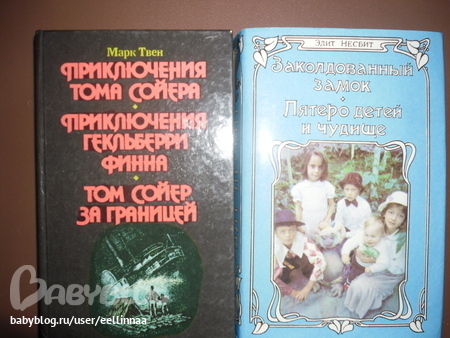 Марк Твен
ПРИКЛЮЧЕНИЯ
ТОМА СОЙЕРА
ПРИКЛЮЧЕНИЯ
ГЕКЛЬБЕРРИ
ФИННА
ТОМ СОЙЕР
ЗА ГРАНИЦЕЙ
ЭДИТ НЕСБИТ
Заколдованный
замок
Пятеро детей
и чудище
babyblog.ru/user/eellinnaa